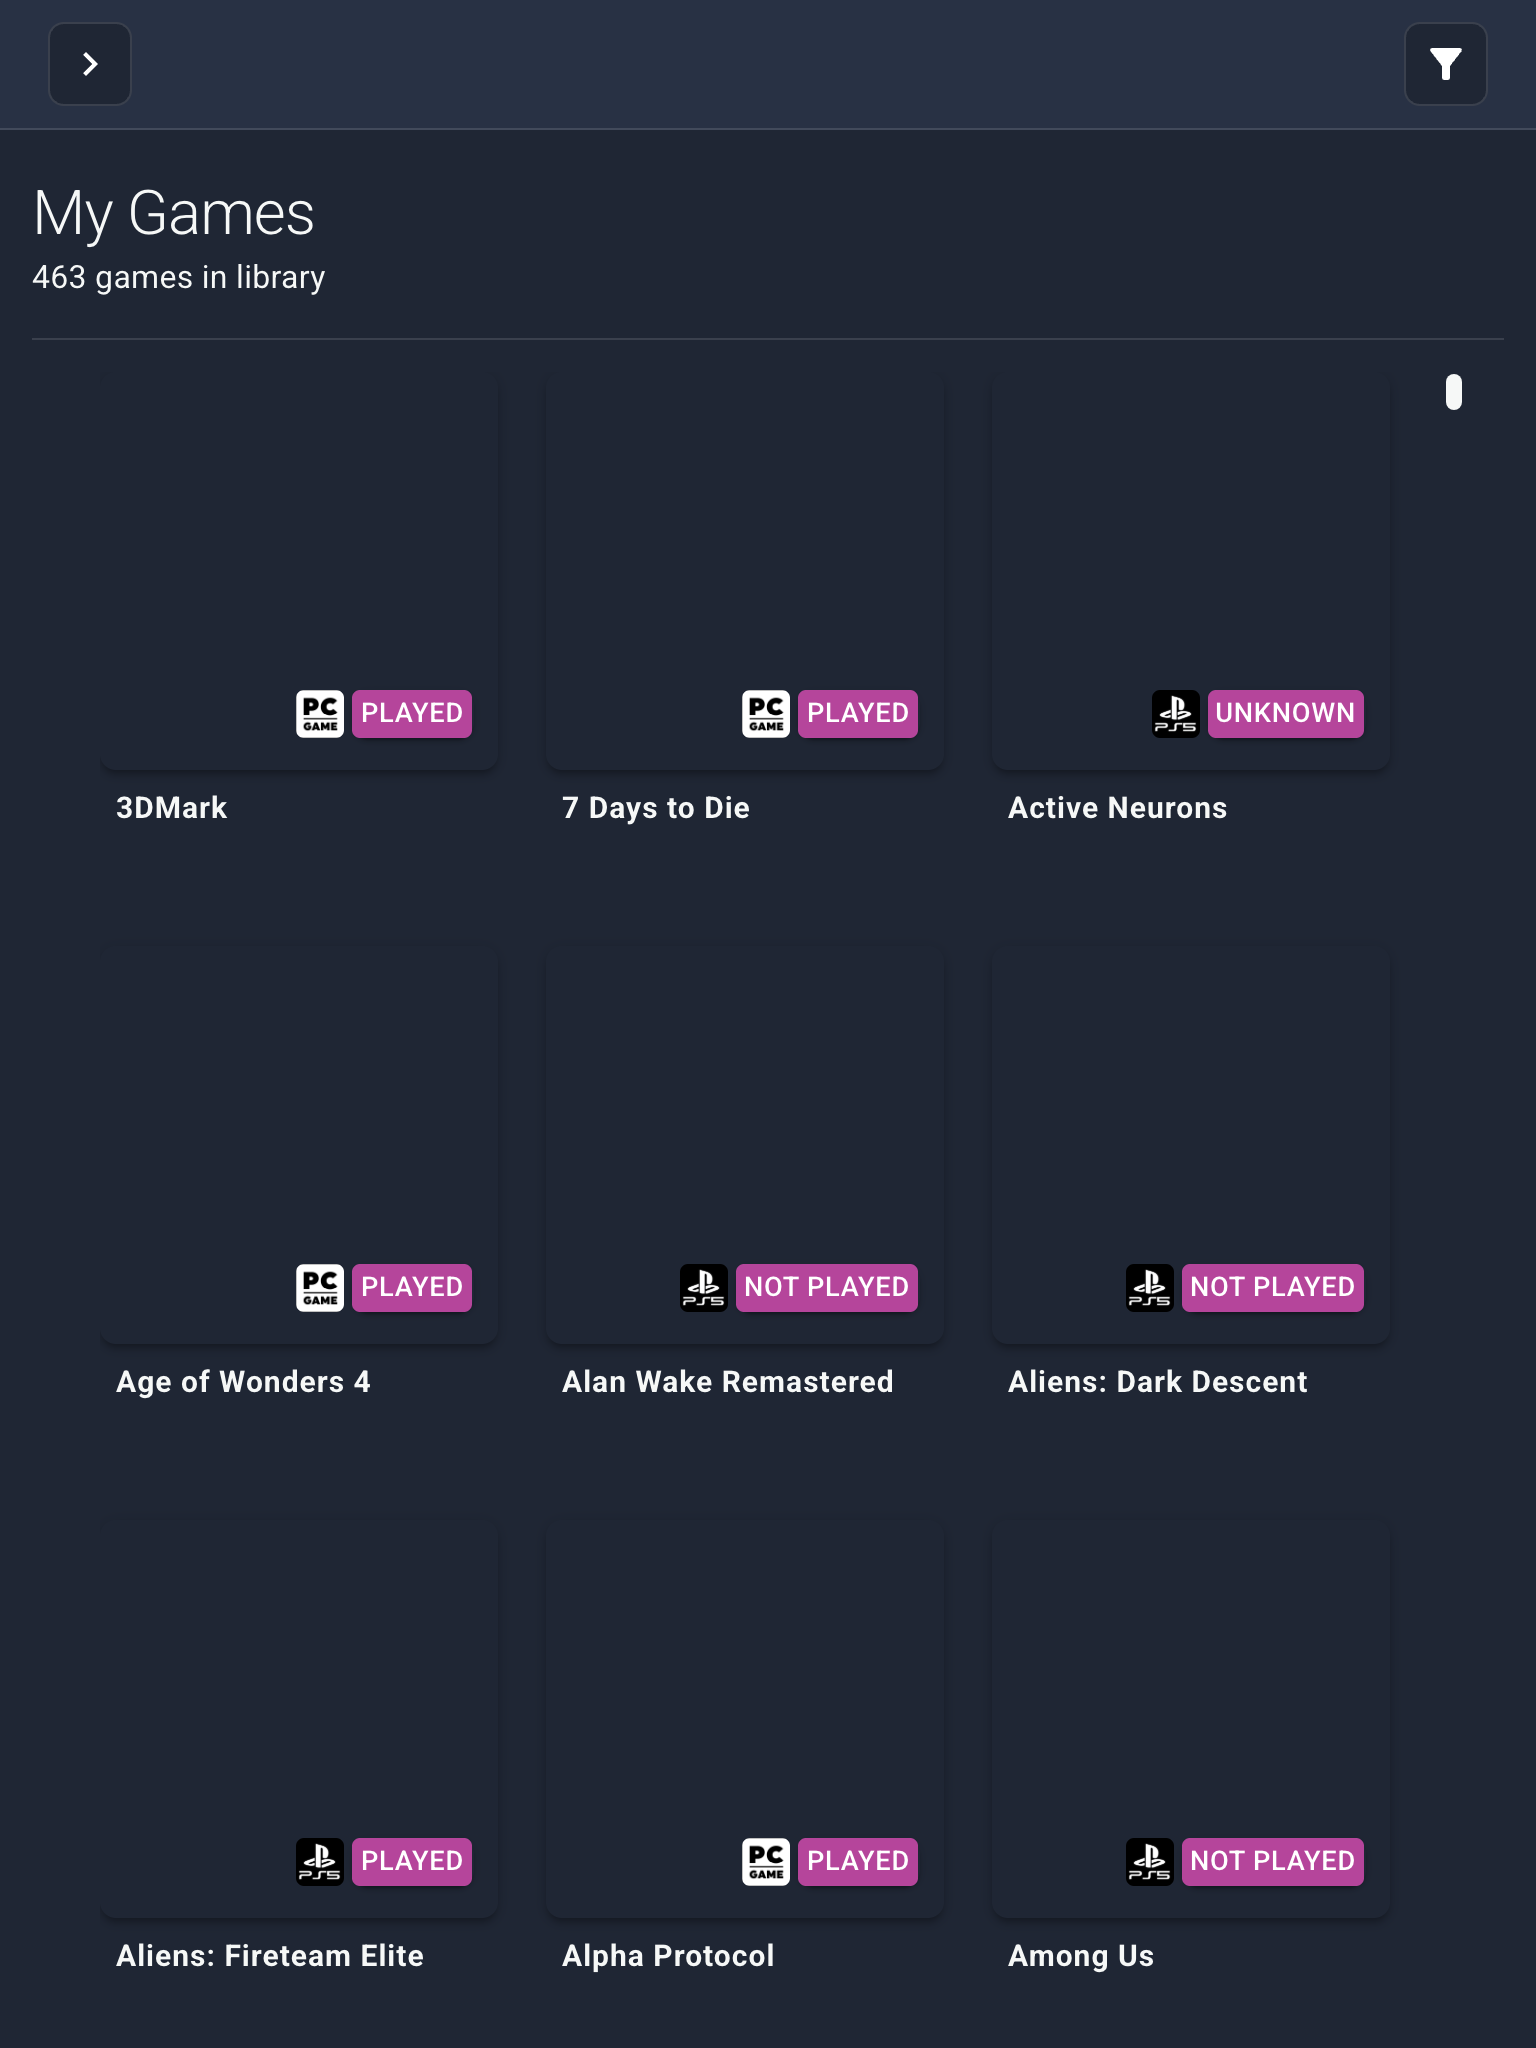 My Games
463 games in library
PC GAME PLAYED
PC GAME PLAYED
PS5 UNKNOWN
3DMark
7 Days to Die
Active Neurons
PC GAME PLAYED
PS5 NOT PLAYED
PS5 NOT PLAYED
Age of Wonders 4
Alan Wake Remastered
Aliens: Dark Descent
PS5 PLAYED
PC GAME PLAYED
PS5 NOT PLAYED
Aliens: Fireteam Elite
Alpha Protocol
Among Us